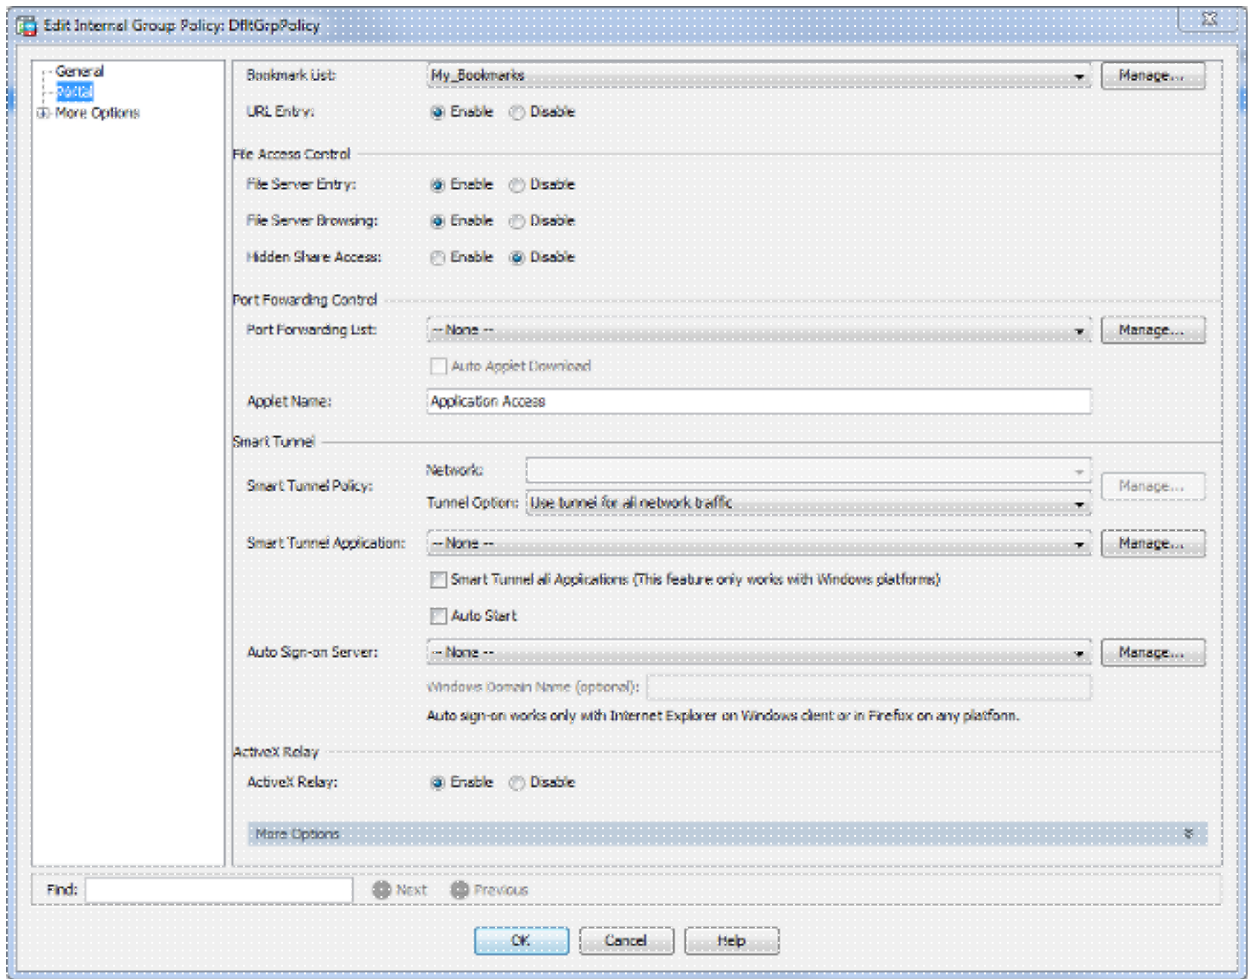 Edit Internal Group Policy: DfltGrpPolicy
General
Portal
More Options
Bookmark List: My_Bookmarks Manage...
URL Entry: Enable Disable
File Access Control
File Server Entry: Enable Disable
File Server Browsing: Enable Disable
Hidden Share Access: Enable Disable
Port Fowarding Control
Port Forwarding List: -- None -- Manage...
Auto Applet Download
Applet Name: Application Access
Smart Tunnel
Smart Tunnel Policy: Network: Manage...
Tunnel Option: Use tunnel for all network traffic
Smart Tunnel Application: -- None -- Manage...
Smart Tunnel all Applications (This feature only works with Windows platforms)
Auto Start
Auto Sign-on Server: -- None -- Manage...
Windows Domain Name (optional):
Auto sign-on works only with Internet Explorer on Windows client or in Firefox on any platform.
ActiveX Relay
ActiveX Relay: Enable Disable
More Options
Find: Next Previous
OK Cancel Help